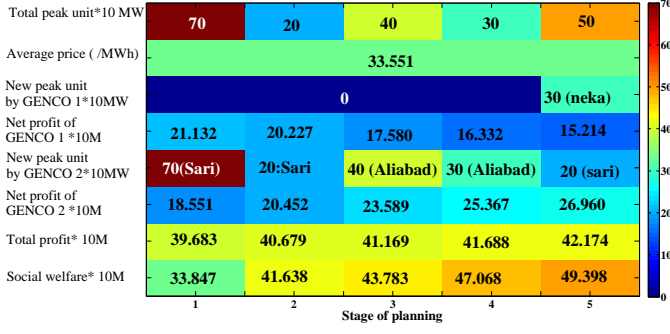 Total peak unit*10 MW 70 20 40 30 50
Average price ( /MWh) 33.551
New peak unit
by GENCO 1*10MW 0 30 (neka)
Net profit of
GENCO 1 *10M 21.132 20.227 17.580 16.332 15.214
New peak unit
by GENCO 2*10MW 70(Sari) 20:Sari 40 (Aliabad) 30 (Aliabad) 20 (sari)
Net profit of
GENCO 2 *10M 18.551 20.452 23.589 25.367 26.960
Total profit* 10M 39.683 40.679 41.169 41.688 42.174
Social welfare* 10M 33.847 41.638 43.783 47.068 49.398
1 2 3 4 5
Stage of planning
70
60
50
40
30
20
10
0